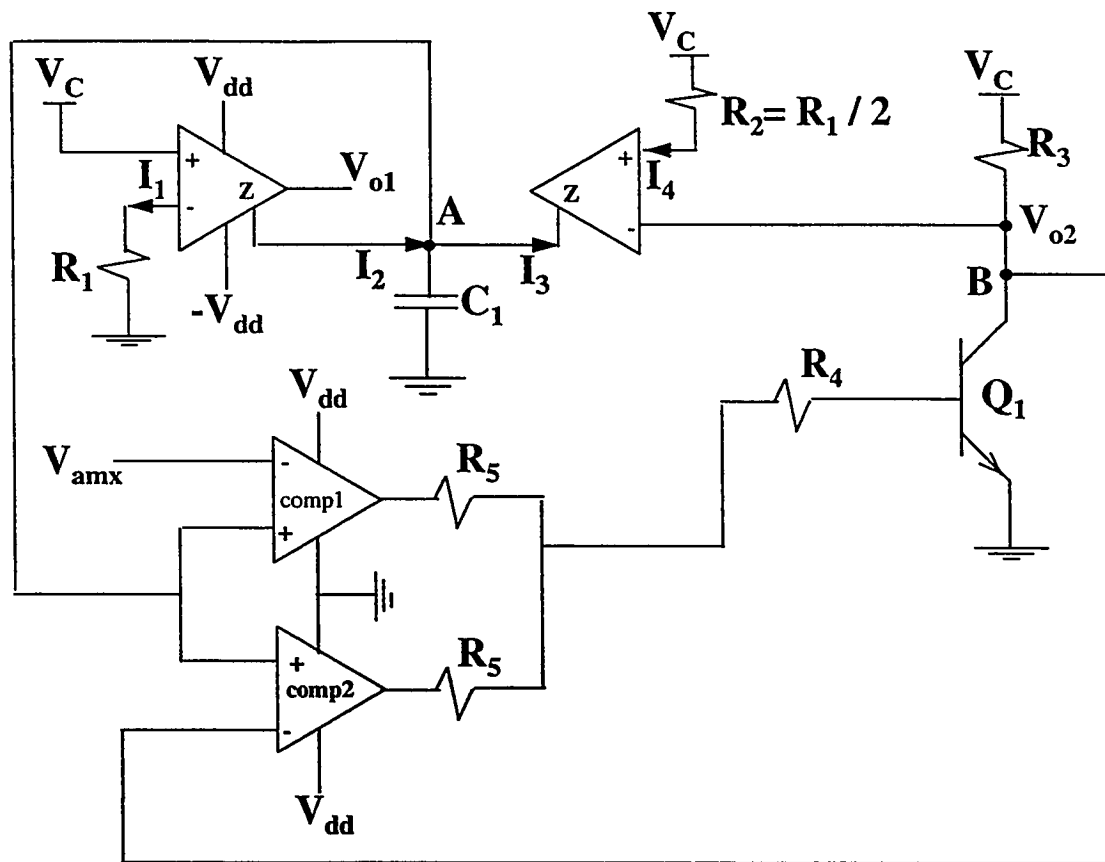 V_C
V_dd
+
-
z
I_1
R_1
-V_dd
V_o1
A
I_2
I_3
C_1
V_C
R_2= R_1 / 2
+
-
z
I_4
V_C
R_3
V_o2
B
Q_1
R_4
V_dd
V_amx
-
comp1
+
R_5
+
comp2
-
R_5
V_dd